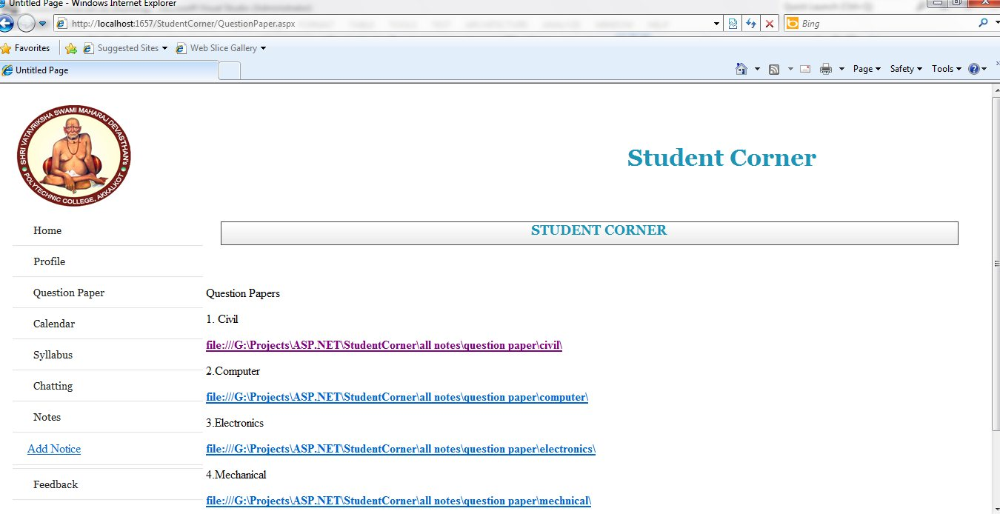 Untitled Page - Windows Internet Explorer
http://localhost:1657/StudentCorner/QuestionPaper.aspx
Bing
Favorites
Suggested Sites
Web Slice Gallery
Untitled Page
Page
Safety
Tools
SHRI VATAVRIKSHA SWAMI MAHARAJ DEVASTHAN's
POLYTECHNIC COLLEGE, AKKALKOT
Student Corner
Home
STUDENT CORNER
Profile
Question Paper
Question Papers
1. Civil
Calendar
file:///G:\Projects\ASP.NET\StudentCorner\all notes\question paper\civil\
Syllabus
2.Computer
Chatting
file:///G:\Projects\ASP.NET\StudentCorner\all notes\question paper\computer\
Notes
3.Electronics
Add Notice
file:///G:\Projects\ASP.NET\StudentCorner\all notes\question paper\electronics\
4.Mechanical
Feedback
file:///G:\Projects\ASP.NET\StudentCorner\all notes\question paper\mechnical\